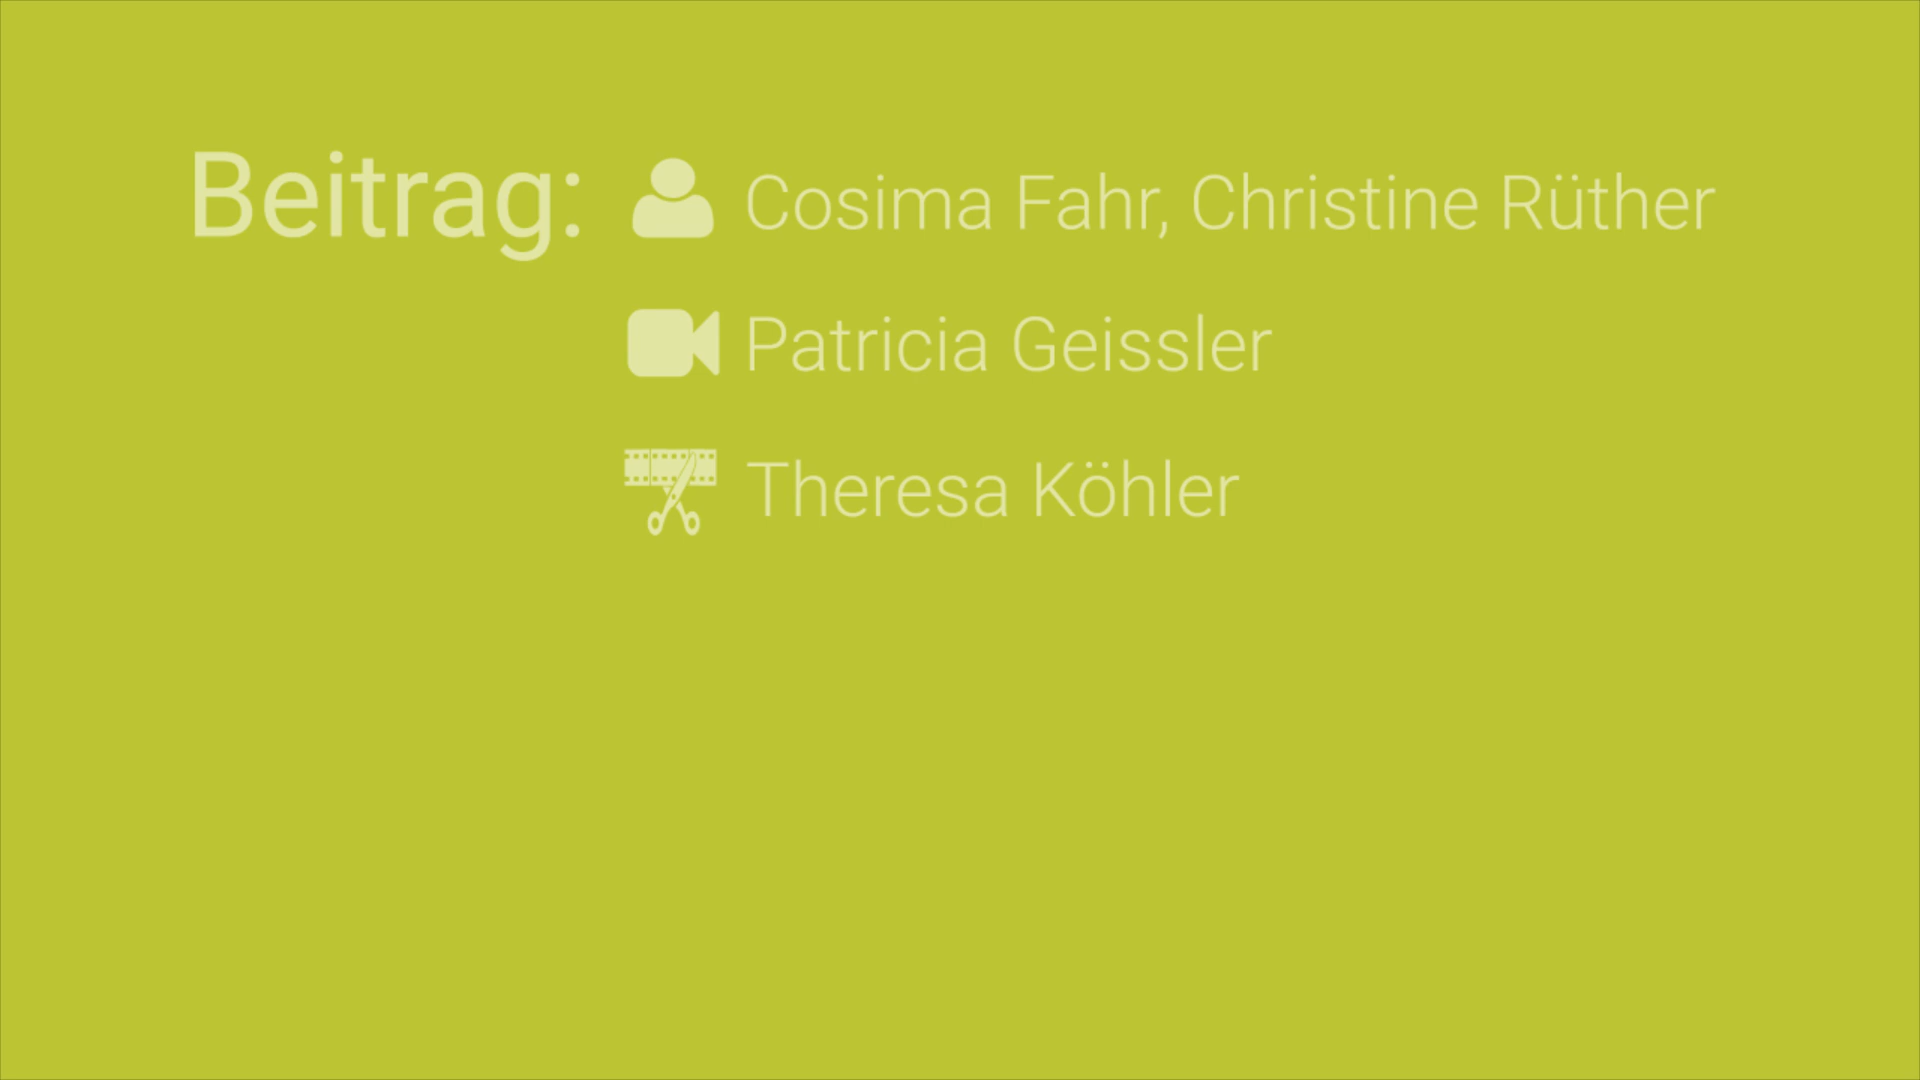 Beitrag: Cosima Fahr, Christine Rüther
Patricia Geissler
Theresa Köhler